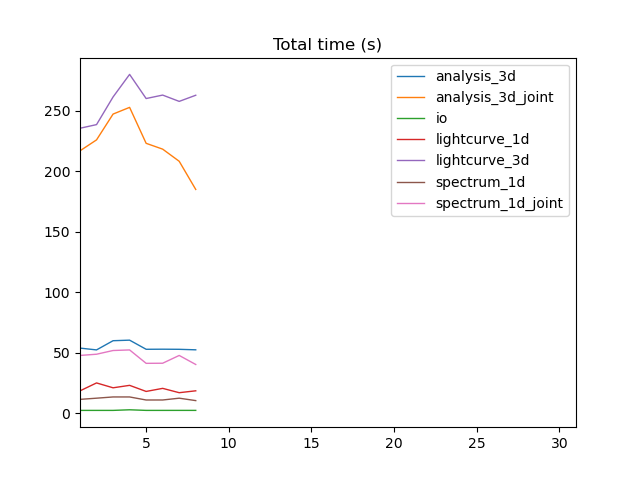 Total time (s)
analysis_3d
analysis_3d_joint
io
lightcurve_1d
lightcurve_3d
spectrum_1d
spectrum_1d_joint
250
200
150
100
50
0
5 10 15 20 25 30